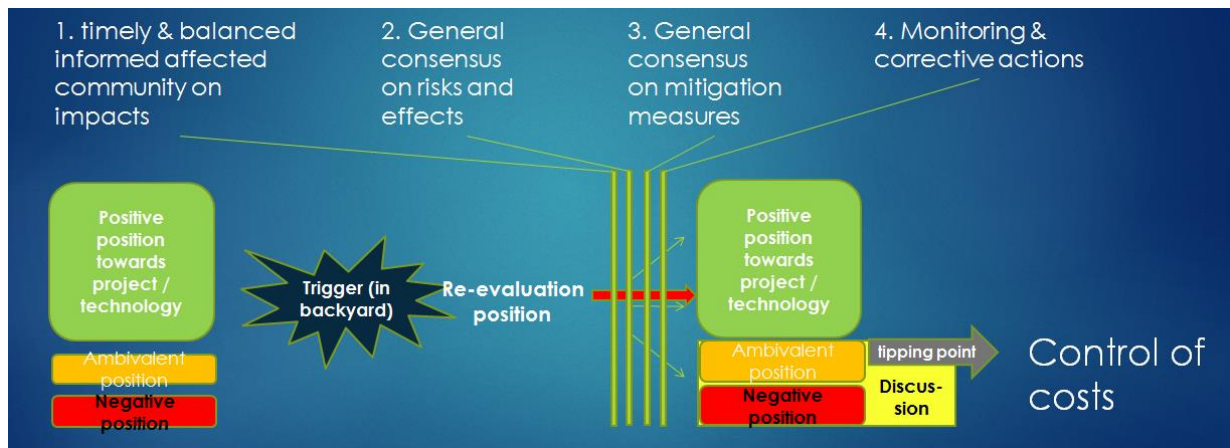 1. timely & balanced
informed affected
community on
impacts
2. General
consensus
on risks and
effects
3. General
consensus
on mitigation
measures
4. Monitoring &
corrective actions
Positive
position
towards
project /
technology
Ambivalent
position
Negative
position
Trigger (in
backyard)
Re-evaluation
position
Positive
position
towards
project /
technology
Ambivalent
position
Negative
position
tipping point
Discus-
sion
Control of
costs